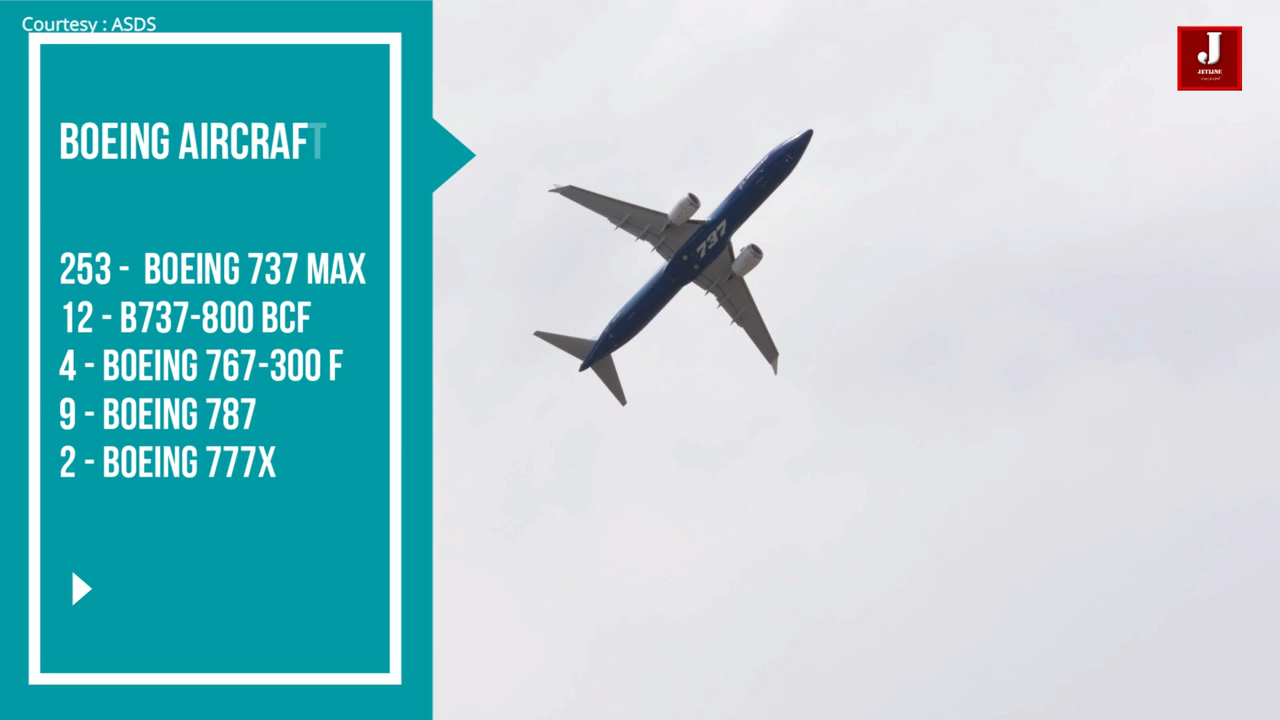 Courtesy : ASDS
BOEING AIRCRAFT
253 - BOEING 737 MAX
12 - B737-800 BCF
4 - BOEING 767-300 F
9 - BOEING 787
2 - BOEING 777X
737
J
JETLINE